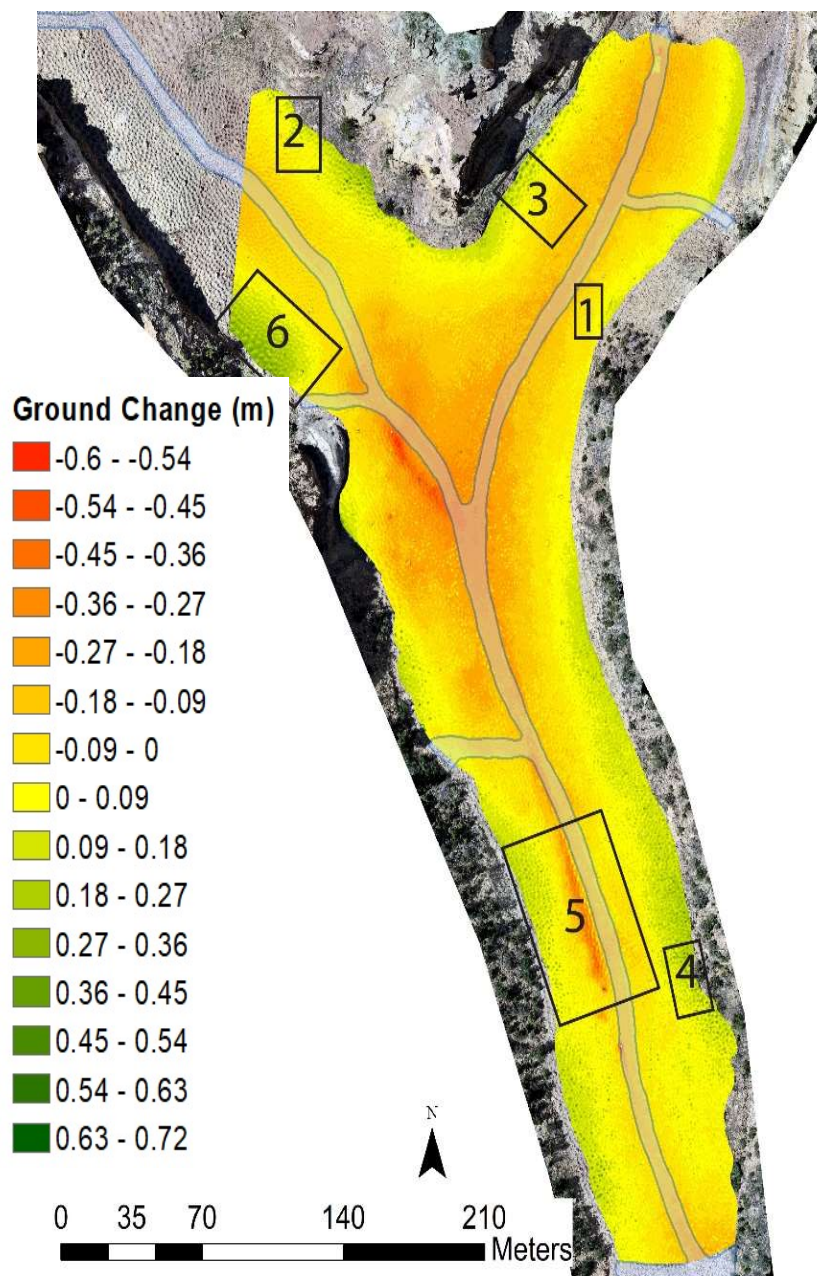 2
3
1
6
Ground Change (m)
-0.6 - -0.54
-0.54 - -0.45
-0.45 - -0.36
-0.36 - -0.27
-0.27 - -0.18
-0.18 - -0.09
-0.09 - 0
0 - 0.09
0.09 - 0.18
0.18 - 0.27
0.27 - 0.36
0.36 - 0.45
0.45 - 0.54
0.54 - 0.63
0.63 - 0.72
5
4
N
0 35 70 140 210
Meters